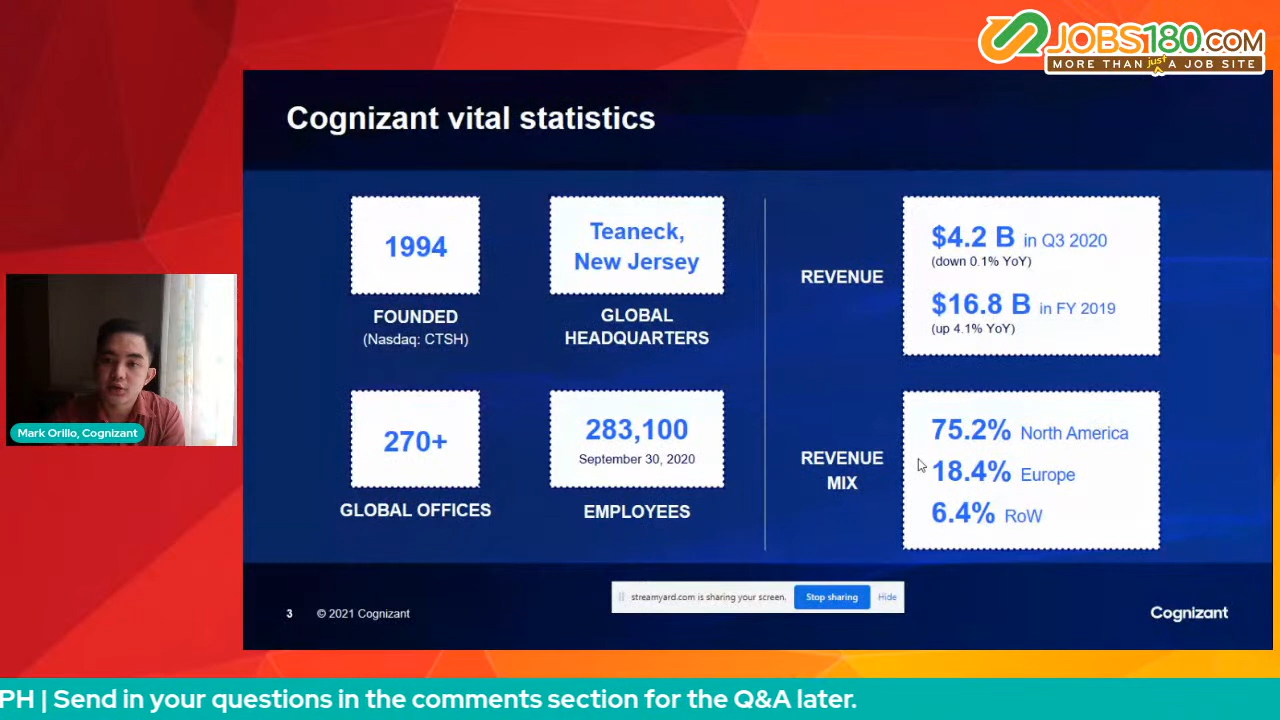 JOBS180.COM
MORE THAN just A JOB SITE
Cognizant vital statistics
1994
FOUNDED
(Nasdaq: CTSH)
Teaneck,
New Jersey
GLOBAL
HEADQUARTERS
270+
GLOBAL OFFICES
283,100
September 30, 2020
EMPLOYEES
REVENUE
$4.2 B in Q3 2020
(down 0.1% YoY)
$16.8 B in FY 2019
(up 4.1% YoY)
REVENUE
MIX
75.2% North America
18.4% Europe
6.4% RoW
Mark Orillo, Cognizant
streamyard.com is sharing your screen. Stop sharing Hide
3 © 2021 Cognizant
Cognizant
PH | Send in your questions in the comments section for the Q&A later.